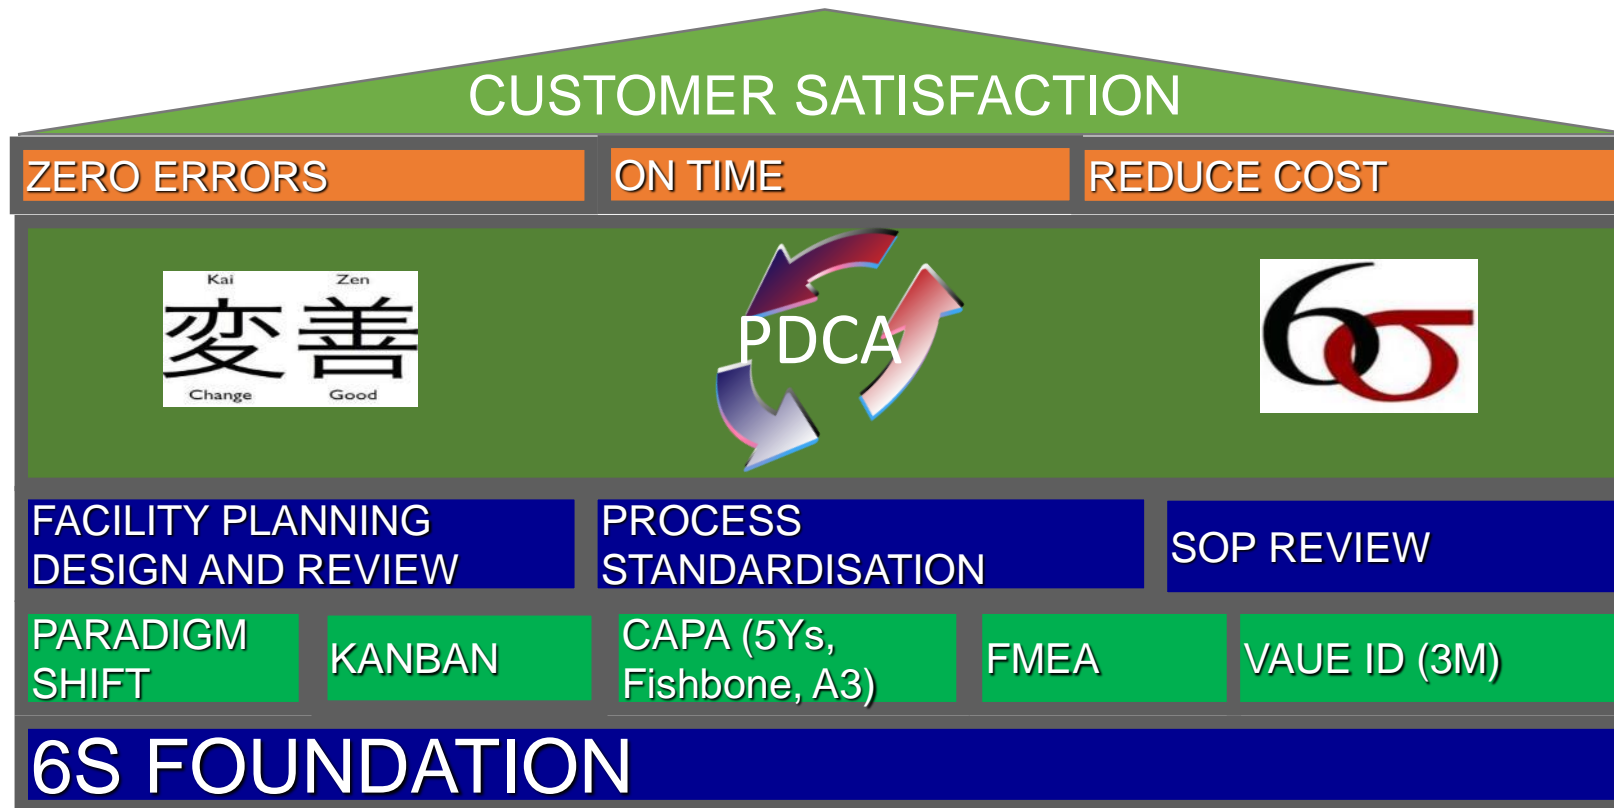 CUSTOMER SATISFACTION
ZERO ERRORS
ON TIME
REDUCE COST
Kai Zen
変善
Change Good
PDCA
6σ
FACILITY PLANNING
DESIGN AND REVIEW
PROCESS
STANDARDISATION
SOP REVIEW
PARADIGM
SHIFT
KANBAN
CAPA (5Ys,
Fishbone, A3)
FMEA
VAUE ID (3M)
6S FOUNDATION